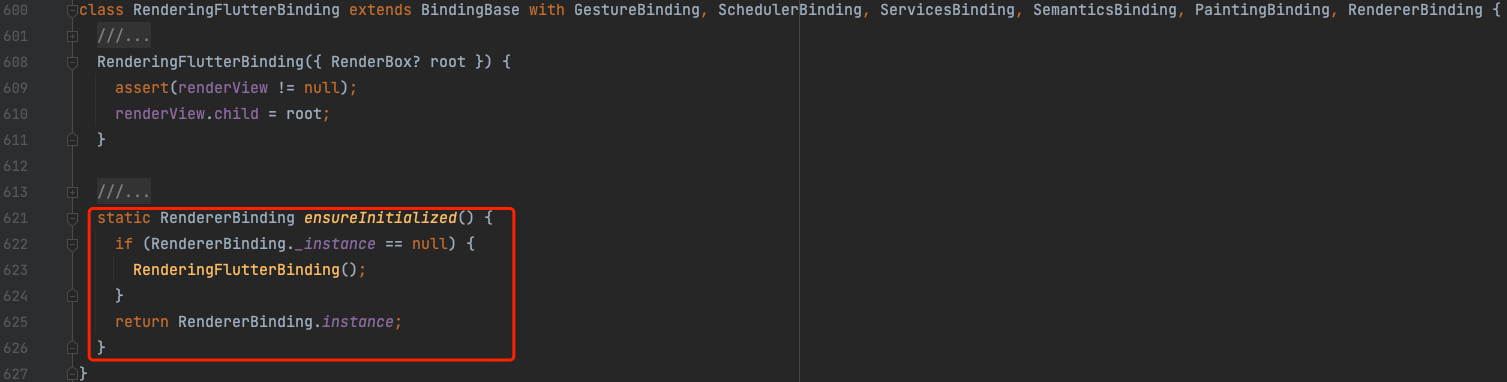 600 class RenderingFlutterBinding extends BindingBase with GestureBinding, SchedulerBinding, ServicesBinding, SemanticsBinding, PaintingBinding, RendererBinding {
601 ///...
608 RenderingFlutterBinding({ RenderBox? root }) {
609 assert(renderView != null);
610 renderView.child = root;
611 }
612
613 ///...
621 static RendererBinding ensureInitialized() {
622 if (RendererBinding._instance == null) {
623 RenderingFlutterBinding();
624 }
625 return RendererBinding.instance;
626 }
627 }